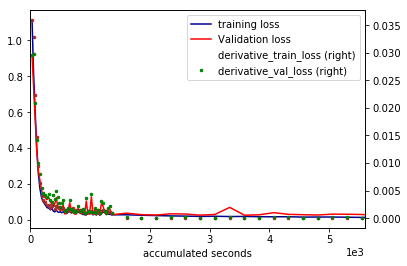 training loss
Validation loss
derivative_train_loss (right)
derivative_val_loss (right)
1.0
0.8
0.6
0.4
0.2
0.0
0.035
0.030
0.025
0.020
0.015
0.010
0.005
0.000
0 1 2 3 4 5
1e3
accumulated seconds